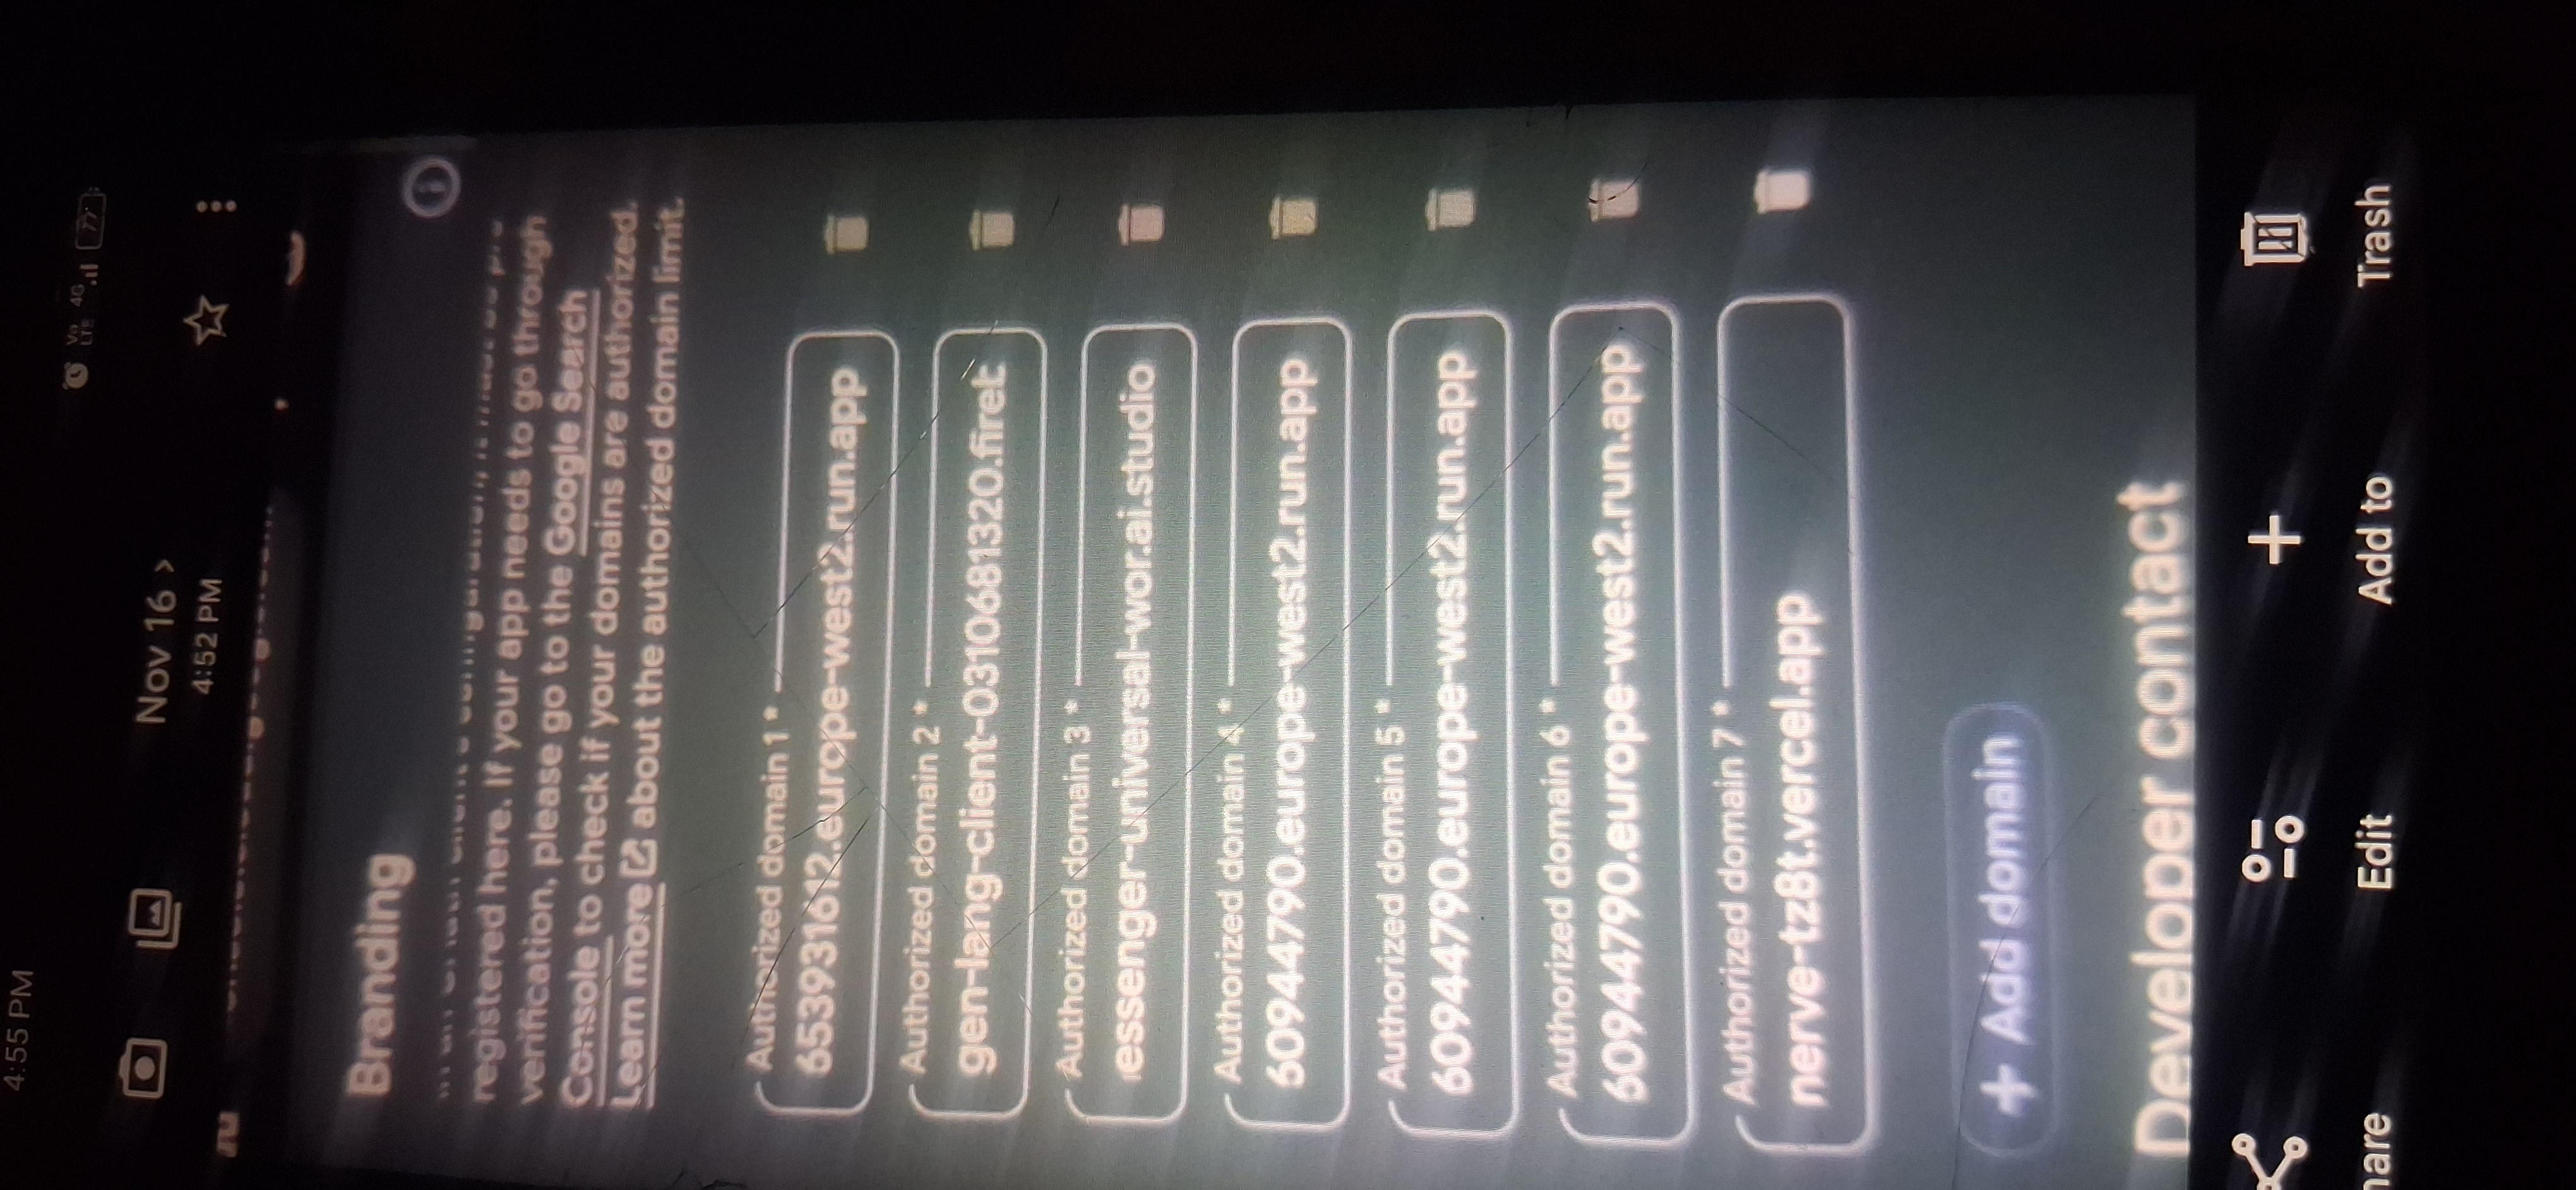 4:55 PM
Vo LTE 4G 77
Nov 16 >
4:52 PM
Branding
registered here. If your app needs to go through
verification, please go to the Google Search
Console to check if your domains are authorized.
Learn more about the authorized domain limit.
Authorized domain 1 *
653931612.europe-west2.run.app
Authorized domain 2 *
gen-lang-client-0310681320.fireb
Authorized domain 3 *
essenger-universal-wor.ai.studio
Authorized domain 4 *
60944790.europe-west2.run.app
Authorized domain 5 *
60944790.europe-west2.run.app
Authorized domain 6 *
60944790.europe-west2.run.app
Authorized domain 7 *
nerve-tz8t.vercel.app
+ Add domain
Developer contact
hare Edit Add to Trash